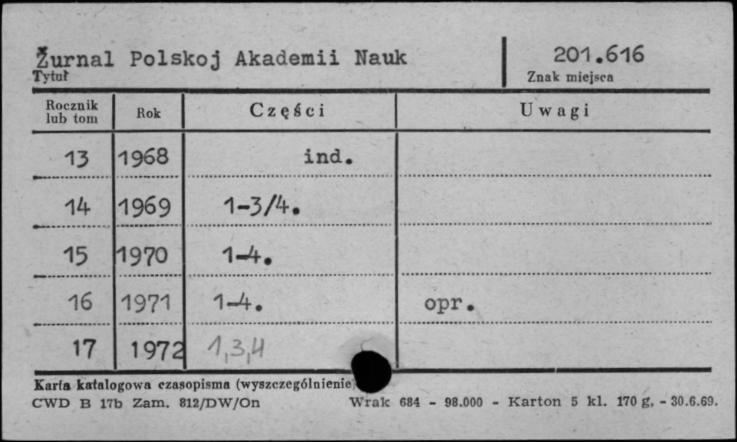 Žurnal Polskoj Akademii Nauk 201.616
Tytuł Znak miejsca
Rocznik lub tom Rok Części Uwagi
13 1968 ind.
14 1969 1-3/4.
15 1970 1-4.
16 1971 1-4. opr.
17 1972 1,3,4
Karta katalogowa czasopisma (wyszczególnienie
CWD B 17b Zam. 812/DW/On Wrak 684 - 98.000 - Karton 5 kl. 170 g. - 30.6.69.